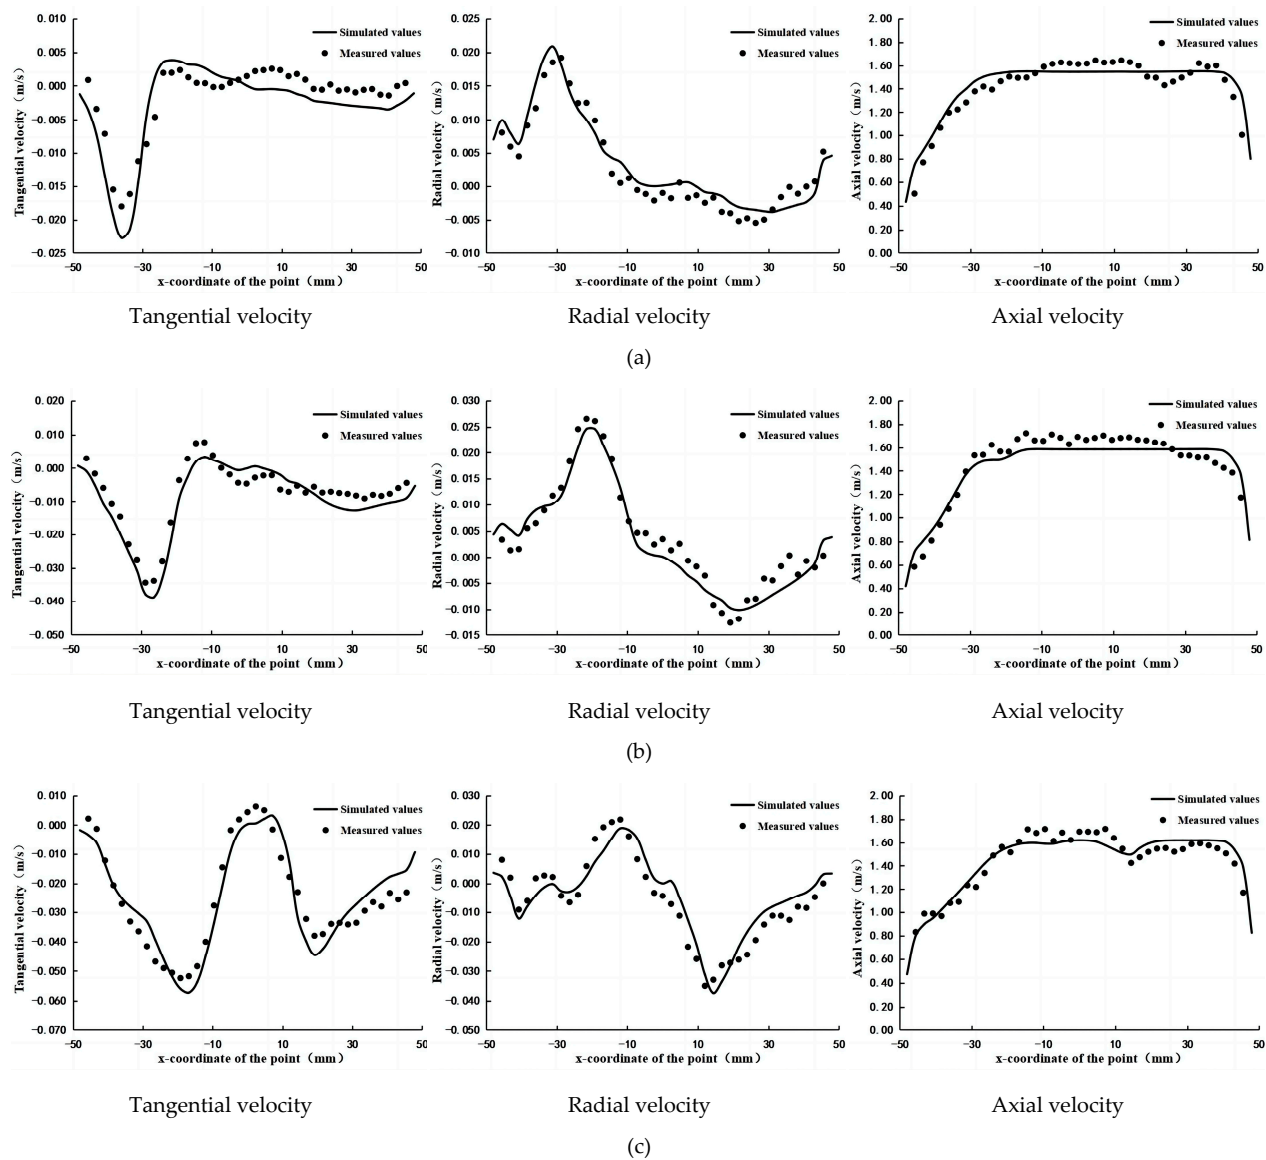 0.010
0.005
0.000
−0.005
−0.010
−0.015
−0.020
−0.025
Tangential velocity（m/s）
Simulated values
Measured values
−50 −30 −10 10 30 50
x-coordinate of the point（mm）
Tangential velocity
0.025
0.020
0.015
0.010
0.005
0.000
−0.005
−0.010
Radial velocity（m/s）
Simulated values
Measured values
−50 −30 −10 10 30 50
x-coordinate of the point（mm）
Radial velocity
2.00
1.80
1.60
1.40
1.20
1.00
0.80
0.60
0.40
0.20
0.00
Axial velocity（m/s）
Simulated values
Measured values
−50 −30 −10 10 30 50
x-coordinate of the point（mm）
Axial velocity
(a)
0.020
0.010
0.000
−0.010
−0.020
−0.030
−0.040
−0.050
Tangential velocity（m/s）
Simulated values
Measured values
−50 −30 −10 10 30 50
x-coordinate of the point（mm）
Tangential velocity
0.030
0.025
0.020
0.015
0.010
0.005
0.000
−0.005
−0.010
−0.015
Radial velocity（m/s）
Simulated values
Measured values
−50 −30 −10 10 30 50
x-coordinate of the point（mm）
Radial velocity
2.00
1.80
1.60
1.40
1.20
1.00
0.80
0.60
0.40
0.20
0.00
Axial velocity（m/s）
Simulated values
Measured values
−50 −30 −10 10 30 50
x-coordinate of the point（mm）
Axial velocity
(b)
0.010
0.000
−0.010
−0.020
−0.030
−0.040
−0.050
−0.060
−0.070
Tangential velocity（m/s）
Simulated values
Measured values
−50 −30 −10 10 30 50
x-coordinate of the point（mm）
Tangential velocity
0.030
0.020
0.010
0.000
−0.010
−0.020
−0.030
−0.040
−0.050
Radial velocity（m/s）
Simulated values
Measured values
−50 −30 −10 10 30 50
x-coordinate of the point（mm）
Radial velocity
2.00
1.80
1.60
1.40
1.20
1.00
0.80
0.60
0.40
0.20
0.00
Axial velocity（m/s）
Simulated values
Measured values
−50 −30 −10 10 30 50
x-coordinate of the point（mm）
Axial velocity
(c)